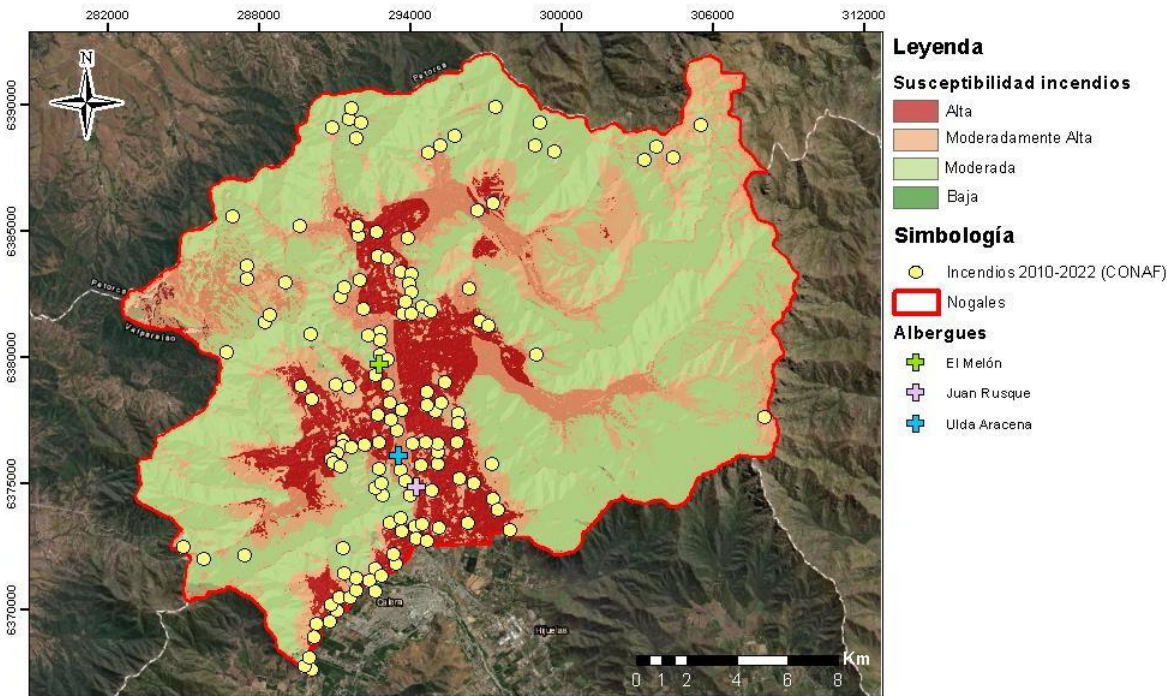 282000 288000 294000 300000 306000 312000
6390000
6385000
6380000
6375000
6370000
N
Petorca
Petorca
Valparaíso
Calera
Hijuelas
Km
0 1 2 4 6 8
Leyenda
Susceptibilidad incendios
Alta
Moderadamente Alta
Moderada
Baja
Simbología
Incendios 2010-2022 (CONAF)
Nogales
Albergues
El Melón
Juan Rusque
Ulda Aracena